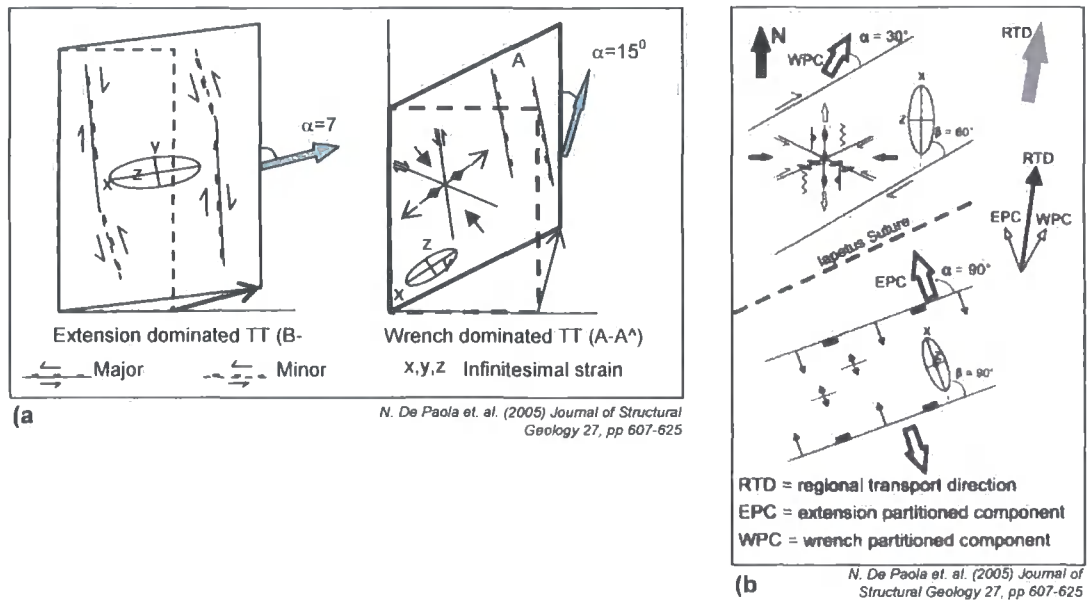 α=7
y
x
z
Extension dominated TT (B-
A
α=15⁰
z
x
Wrench dominated TT (A-A^)
Major
Minor
x,y,z Infinitesimal strain
(a
N. De Paola et. al. (2005) Journal of Structural
Geology 27, pp 607-625
N
WPC
α = 30°
RTD
x
z
β = 60°
RTD
EPC
WPC
Iapetus Suture
EPC
α = 90°
x
β = 90°
RTD = regional transport direction
EPC = extension partitioned component
WPC = wrench partitioned component
(b
N. De Paola et. al. (2005) Journal of
Structural Geology 27, pp 607-625